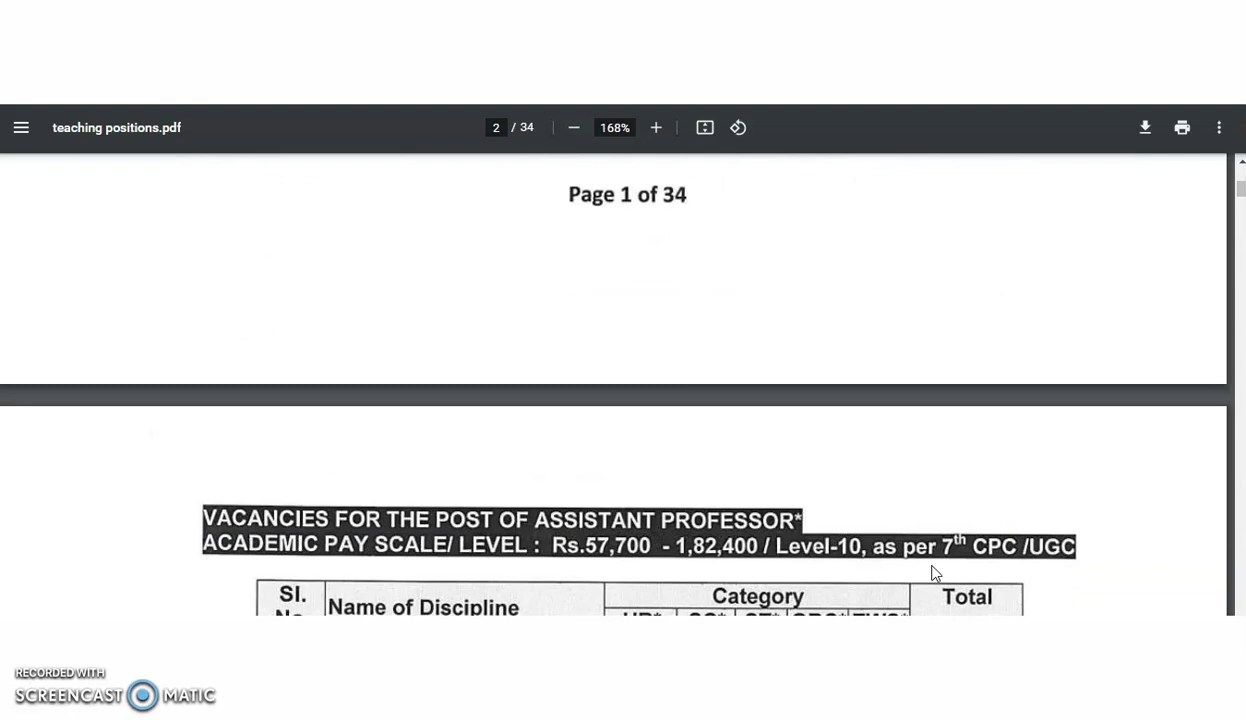 teaching positions.pdf
2 / 34
168%
Page 1 of 34
VACANCIES FOR THE POST OF ASSISTANT PROFESSOR*
ACADEMIC PAY SCALE/ LEVEL : Rs.57,700 - 1,82,400 / Level-10, as per 7th CPC /UGC
Sl.
Name of Discipline
Category
Total
RECORDED WITH
SCREENCAST MATIC